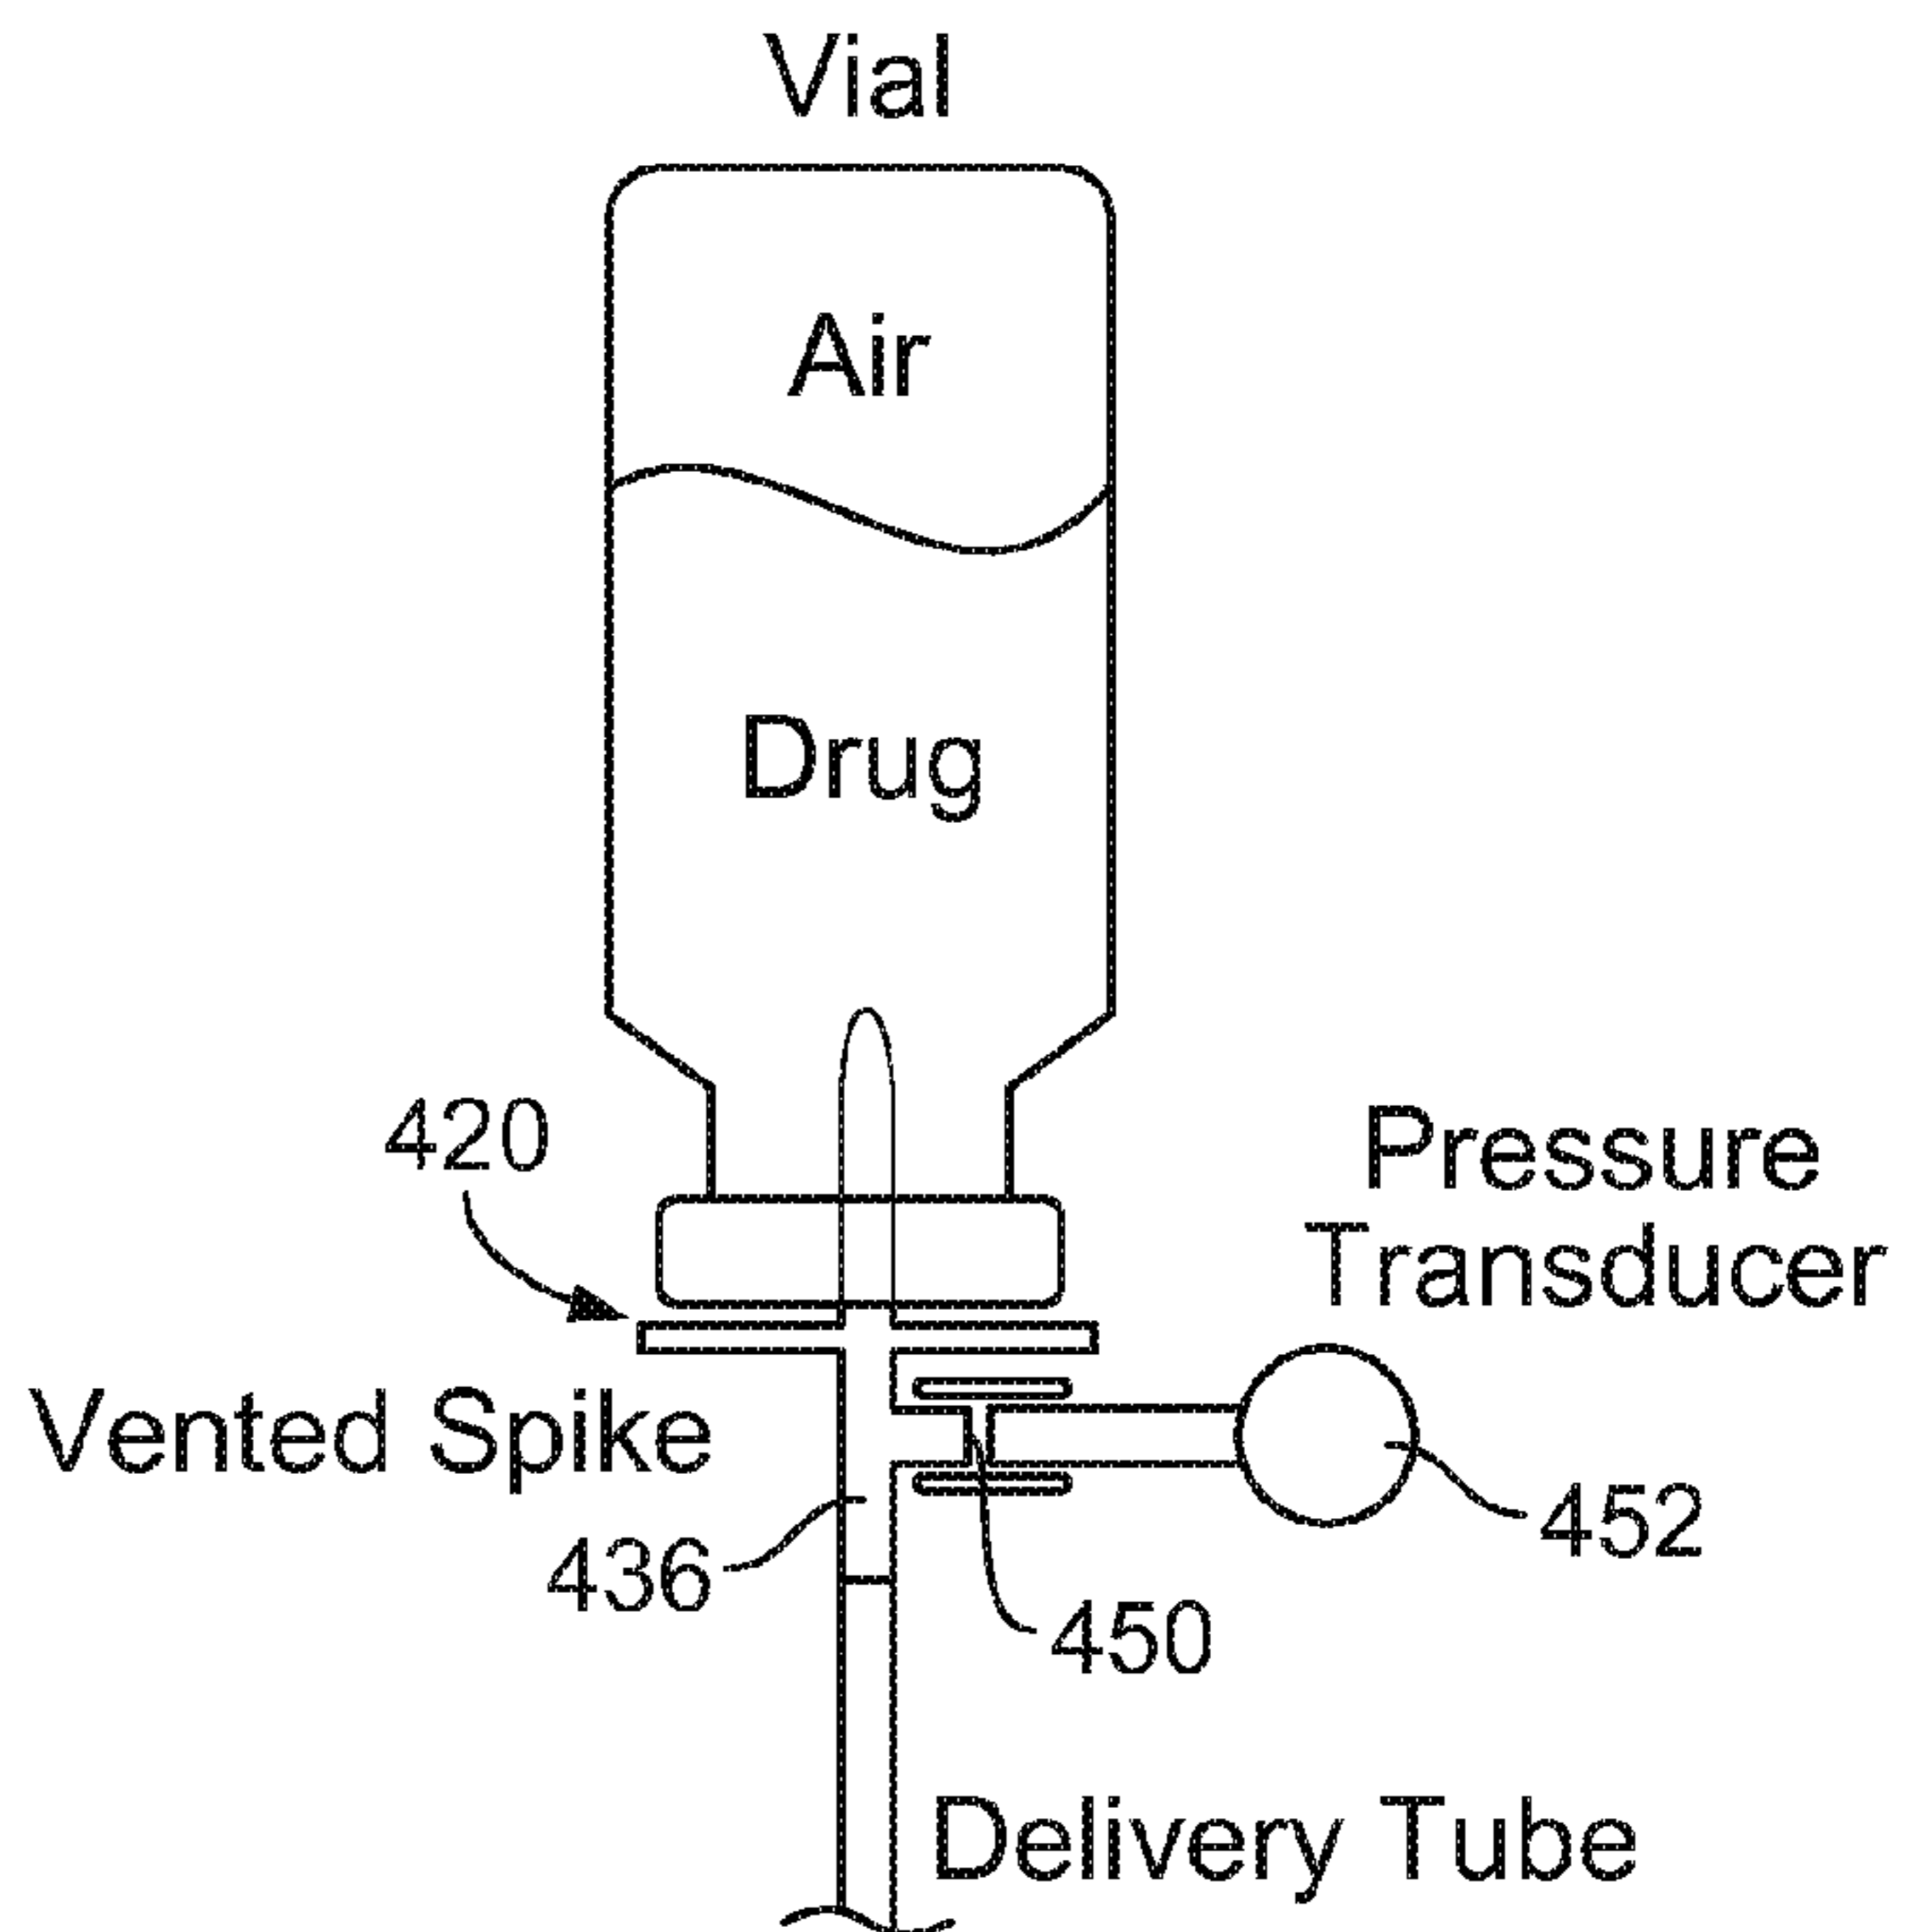 Vial
Air
Drug
420
Pressure
Transducer
Vented Spike
436
452
450
Delivery Tube